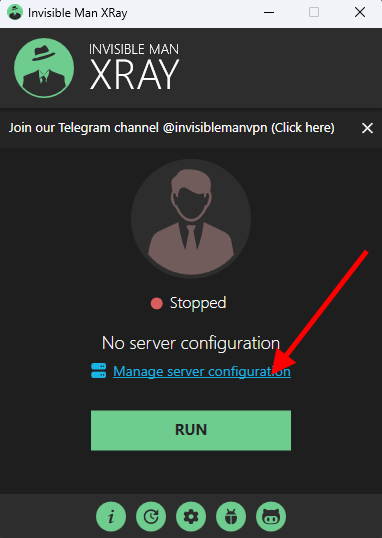 Invisible Man XRay
INVISIBLE MAN
XRAY
Join our Telegram channel @invisiblemanvpn (Click here)
Stopped
No server configuration
Manage server configuration
RUN
i